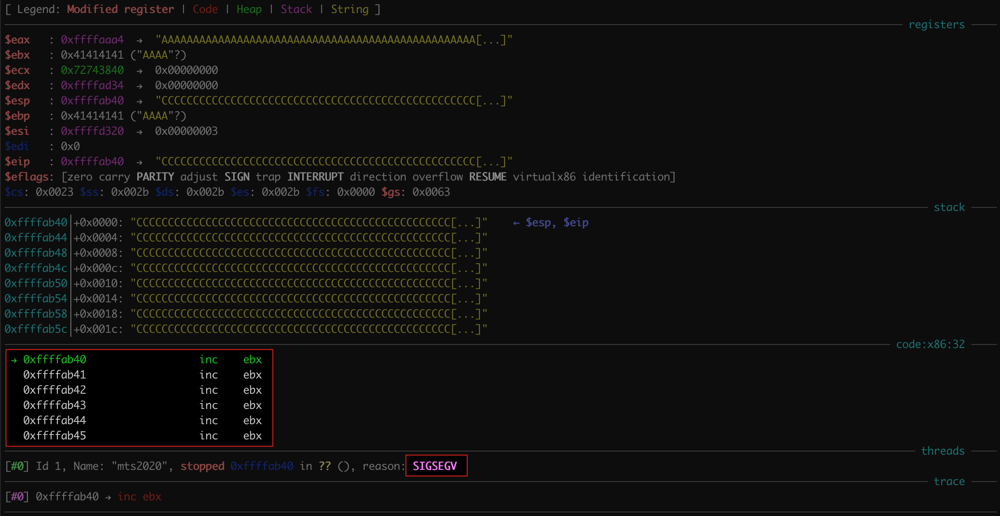 [ Legend: Modified register | Code | Heap | Stack | String ]
registers
$eax   : 0xffffaaa4  →  "AAAAAAAAAAAAAAAAAAAAAAAAAAAAAAAAAAAAAAAAAAAAAAAAAA[...]"
$ebx   : 0x41414141 ("AAAA"?)
$ecx   : 0x72743840  →  0x00000000
$edx   : 0xffffad34  →  0x00000000
$esp   : 0xffffab40  →  "CCCCCCCCCCCCCCCCCCCCCCCCCCCCCCCCCCCCCCCCCCCCCCCCCC[...]"
$ebp   : 0x41414141 ("AAAA"?)
$esi   : 0xffffd320  →  0x00000003
$edi   : 0x0
$eip   : 0xffffab40  →  "CCCCCCCCCCCCCCCCCCCCCCCCCCCCCCCCCCCCCCCCCCCCCCCCCC[...]"
$eflags: [zero carry PARITY adjust SIGN trap INTERRUPT direction overflow RESUME virtualx86 identification]
$cs: 0x0023 $ss: 0x002b $ds: 0x002b $es: 0x002b $fs: 0x0000 $gs: 0x0063
stack
0xffffab40│+0x0000: "CCCCCCCCCCCCCCCCCCCCCCCCCCCCCCCCCCCCCCCCCCCCCCCCCC[...]"    ← $esp, $eip
0xffffab44│+0x0004: "CCCCCCCCCCCCCCCCCCCCCCCCCCCCCCCCCCCCCCCCCCCCCCCCCC[...]"
0xffffab48│+0x0008: "CCCCCCCCCCCCCCCCCCCCCCCCCCCCCCCCCCCCCCCCCCCCCCCCCC[...]"
0xffffab4c│+0x000c: "CCCCCCCCCCCCCCCCCCCCCCCCCCCCCCCCCCCCCCCCCCCCCCCCCC[...]"
0xffffab50│+0x0010: "CCCCCCCCCCCCCCCCCCCCCCCCCCCCCCCCCCCCCCCCCCCCCCCCCC[...]"
0xffffab54│+0x0014: "CCCCCCCCCCCCCCCCCCCCCCCCCCCCCCCCCCCCCCCCCCCCCCCCCC[...]"
0xffffab58│+0x0018: "CCCCCCCCCCCCCCCCCCCCCCCCCCCCCCCCCCCCCCCCCCCCCCCCCC[...]"
0xffffab5c│+0x001c: "CCCCCCCCCCCCCCCCCCCCCCCCCCCCCCCCCCCCCCCCCCCCCCCCCC[...]"
code:x86:32
→ 0xffffab40                  inc    ebx
0xffffab41                  inc    ebx
0xffffab42                  inc    ebx
0xffffab43                  inc    ebx
0xffffab44                  inc    ebx
0xffffab45                  inc    ebx
threads
[#0] Id 1, Name: "mts2020", stopped 0xffffab40 in ?? (), reason: SIGSEGV
trace
[#0] 0xffffab40 → inc ebx